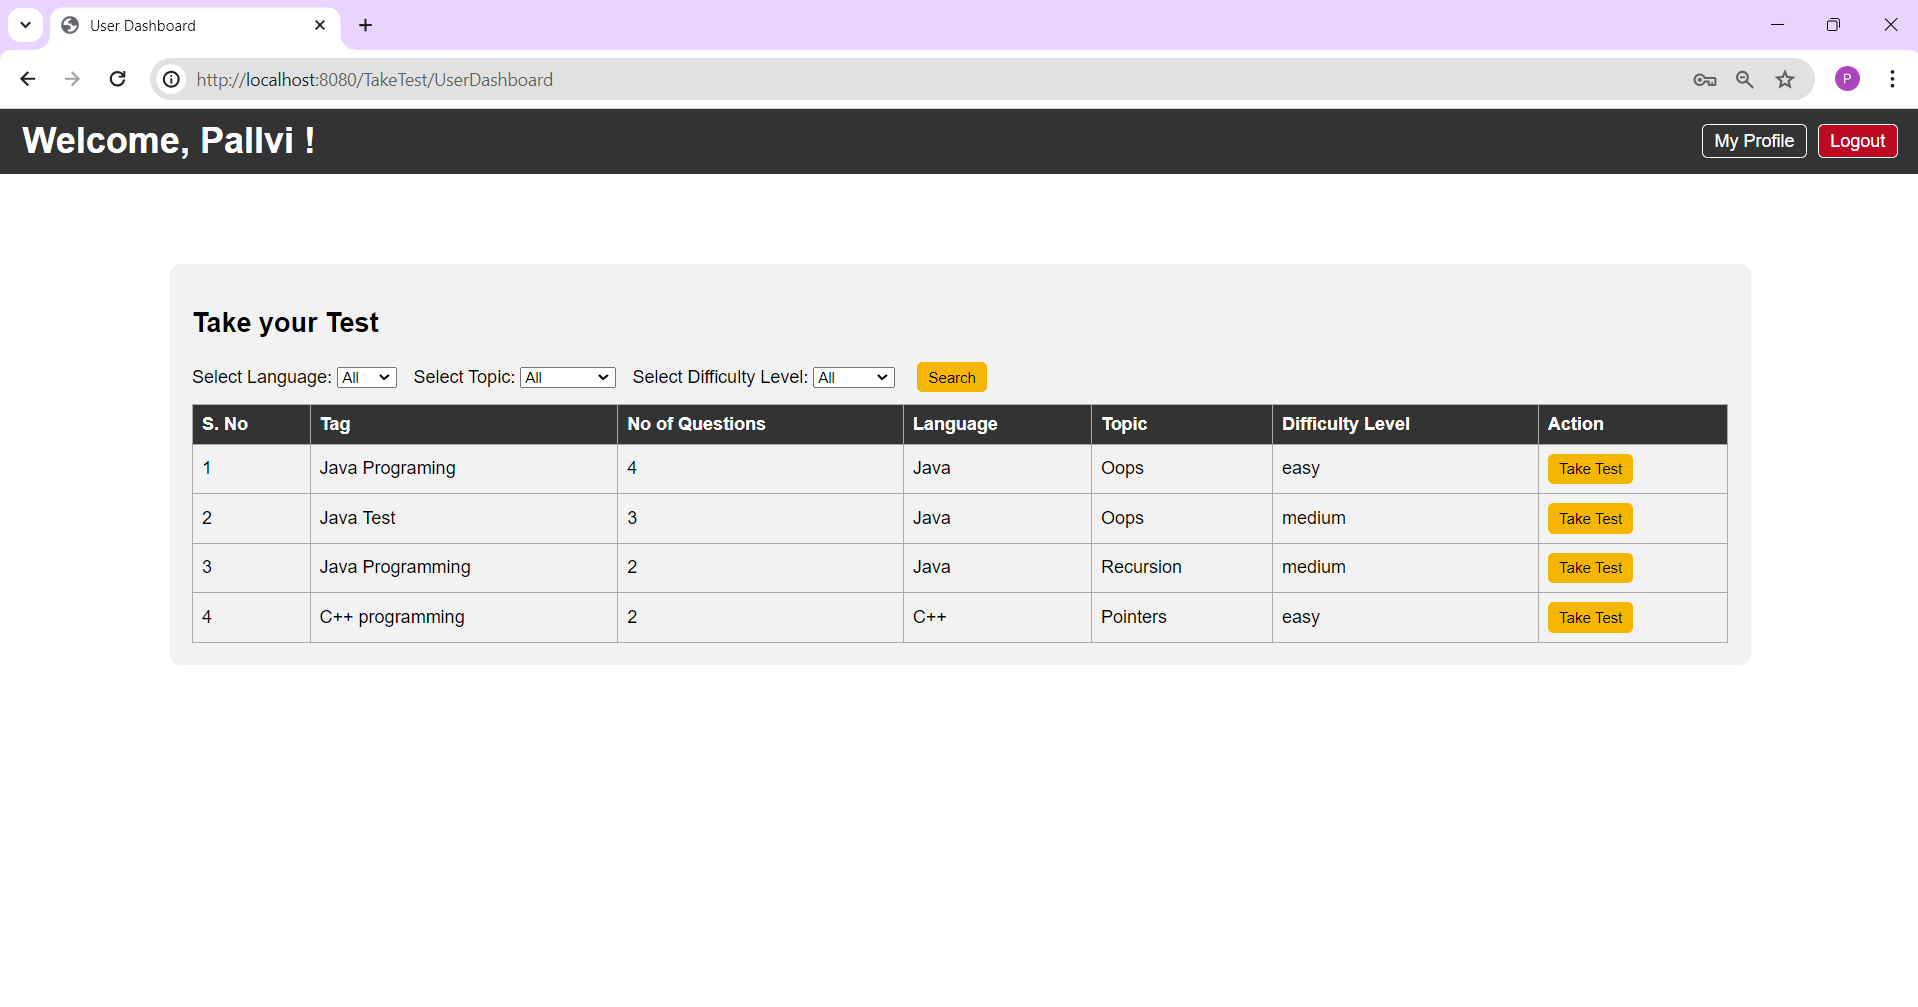 User Dashboard
http://localhost:8080/TakeTest/UserDashboard P
Welcome, Pallvi ! My Profile Logout
Take your Test
Select Language: All Select Topic: All Select Difficulty Level: All Search
S. No Tag No of Questions Language Topic Difficulty Level Action
1 Java Programing 4 Java Oops easy Take Test
2 Java Test 3 Java Oops medium Take Test
3 Java Programming 2 Java Recursion medium Take Test
4 C++ programming 2 C++ Pointers easy Take Test